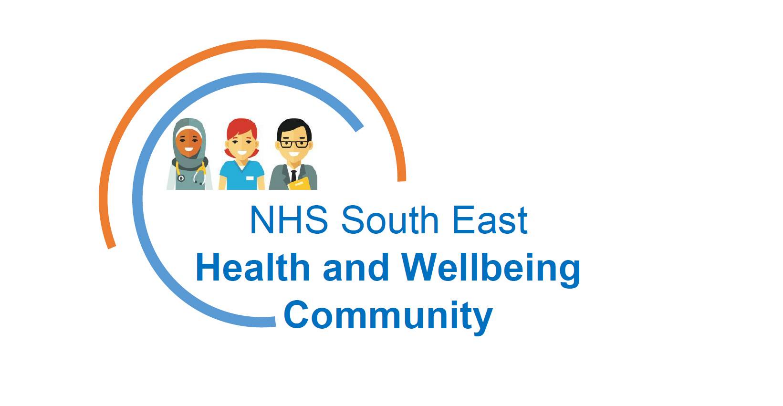 NHS South East
Health and Wellbeing
Community